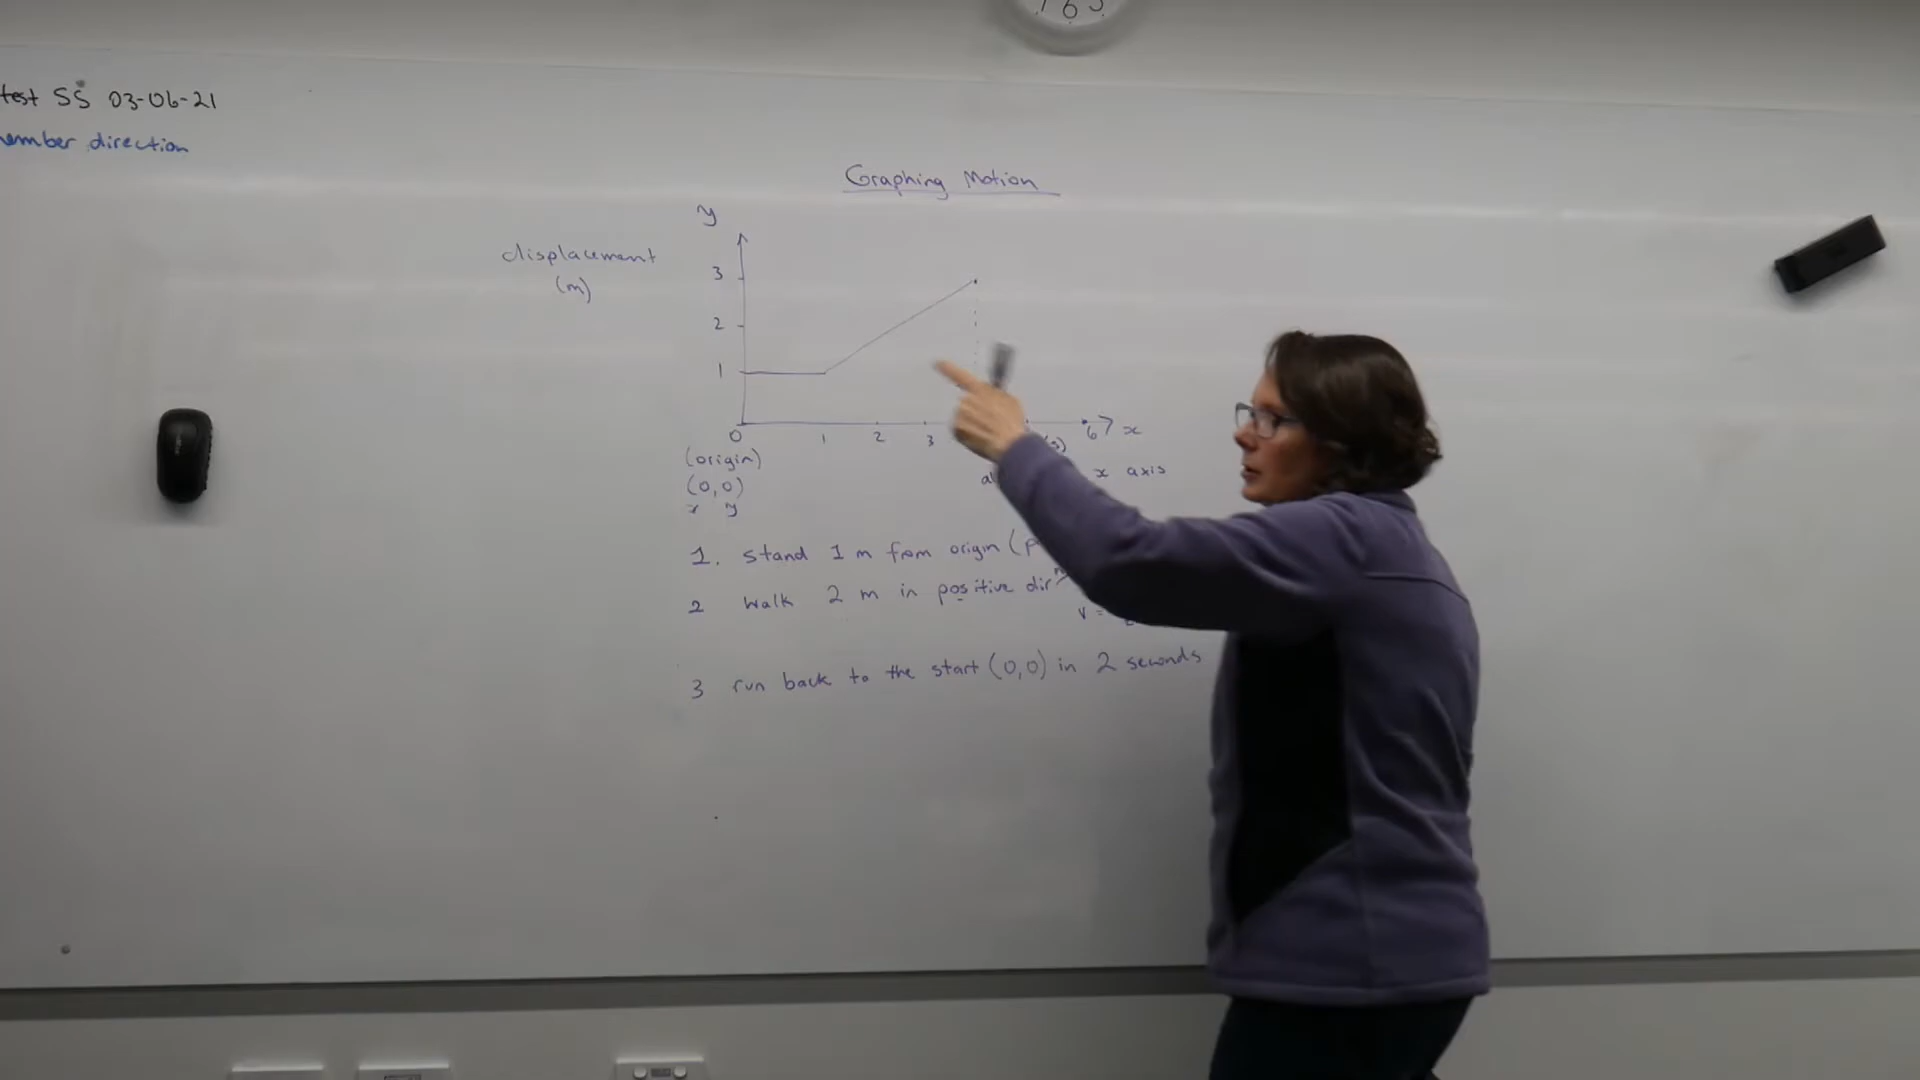 test SS 03-06-21
direction
Graphing Motion
y
displacement
(m)
3
2
1
0 1 2 3 6 x
(origin)
x axis
(0,0)
x y
1. stand 1 m from origin
2 walk 2 m in positive dirⁿ
V =
3 run back to the start (0,0) in 2 seconds